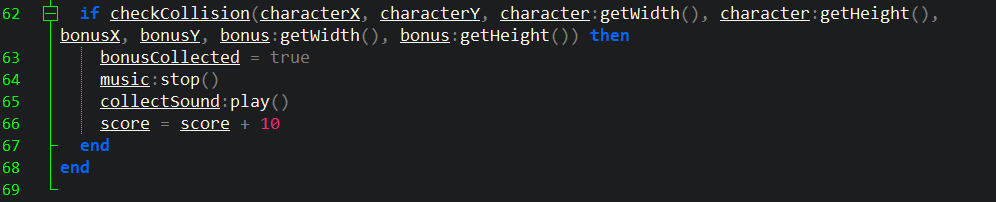 62 if checkCollision(characterX, characterY, character:getWidth(), character:getHeight(),
bonusX, bonusY, bonus:getWidth(), bonus:getHeight()) then
63 bonusCollected = true
64 music:stop()
65 collectSound:play()
66 score = score + 10
67 end
68 end
69